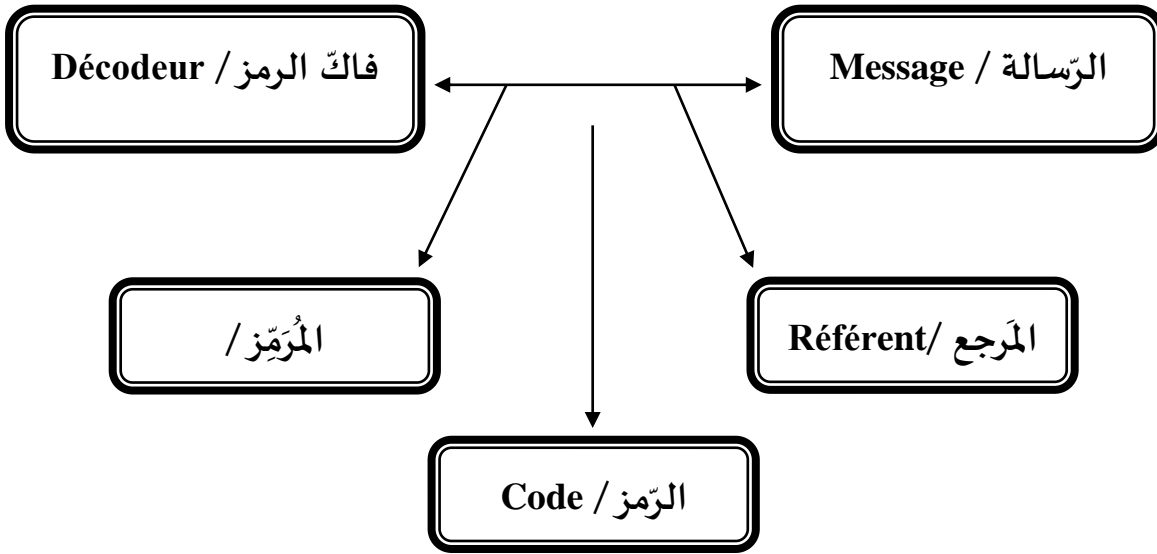 الرّسالة / Message
فاكّ الرمز / Décodeur
المَرجع /Référent
المُرَمِّز /
الرّمز / Code